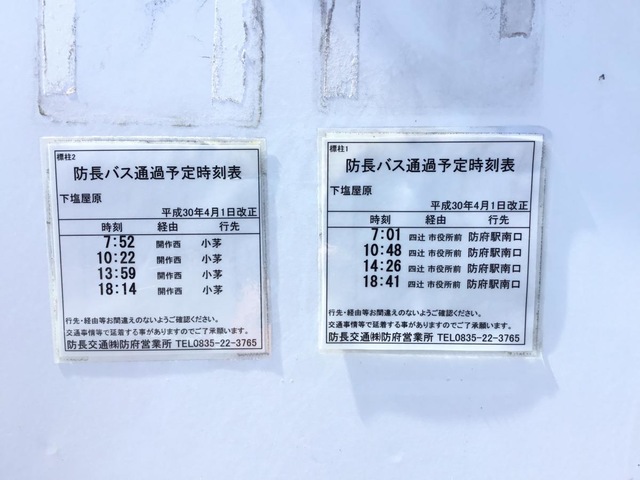 標柱2
防長バス通過予定時刻表
下塩屋原
平成30年4月1日改正
時刻 経由 行先
7:52 開作西 小茅
10:22 開作西 小茅
13:59 開作西 小茅
18:14 開作西 小茅
行先・経由等お間違えのないようご確認ください。
交通事情等で延着する事がありますのでご了承願います。
防長交通㈱防府営業所 TEL0835-22-3765
標柱1
防長バス通過予定時刻表
下塩屋原
平成30年4月1日改正
時刻 経由 行先
7:01 四辻 市役所前 防府駅南口
10:48 四辻 市役所前 防府駅南口
14:26 四辻 市役所前 防府駅南口
18:41 四辻 市役所前 防府駅南口
行先・経由等お間違えのないようご確認ください。
交通事情等で延着する事がありますのでご了承願います。
防長交通㈱防府営業所 TEL0835-22-3765